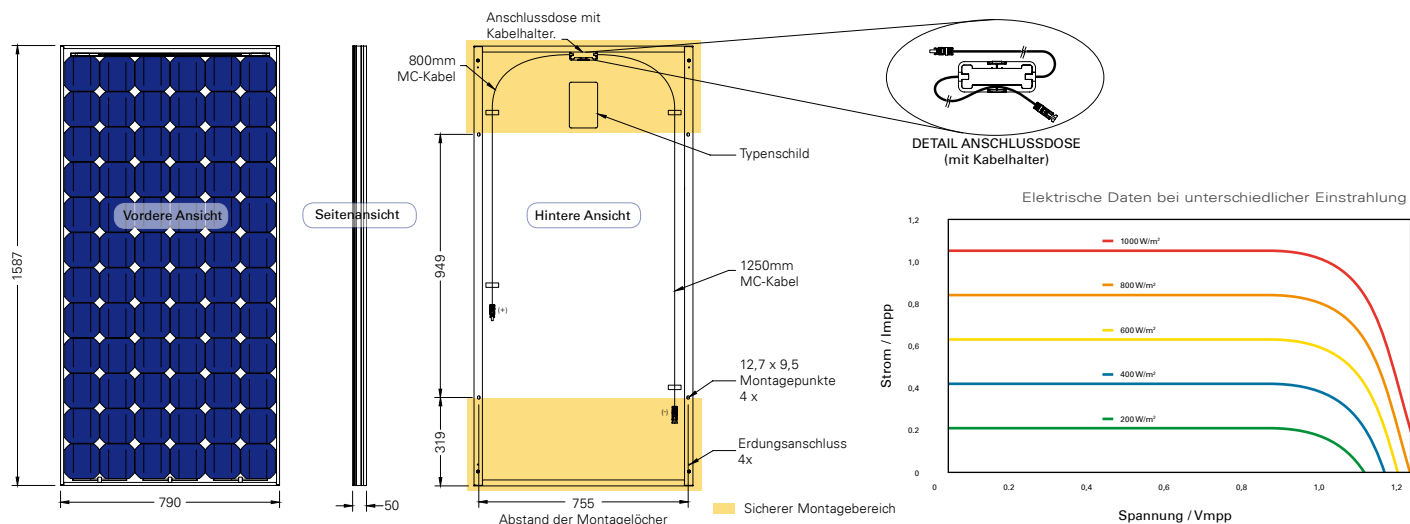 Anschlussdose mit
Kabelhalter.
800mm
MC-Kabel
Typenschild
DETAIL ANSCHLUSSDOSE
(mit Kabelhalter)
Vordere Ansicht
Seitenansicht
Hintere Ansicht
1587
949
319
1250mm
MC-Kabel
(+)
(-)
12,7 x 9,5
Montagepunkte
4 x
Erdungsanschluss
4x
790
50
755
Abstand der Montagelöcher
Sicherer Montagebereich
Elektrische Daten bei unterschiedlicher Einstrahlung
Strom / Impp
1,2
1,0
0,8
0,6
0,4
0.2
0
1000 W/m²
800 W/m²
600 W/m²
400 W/m²
200 W/m²
0 0.2 0.4 0.6 0.8 1,0 1,2
Spannung / Vmpp